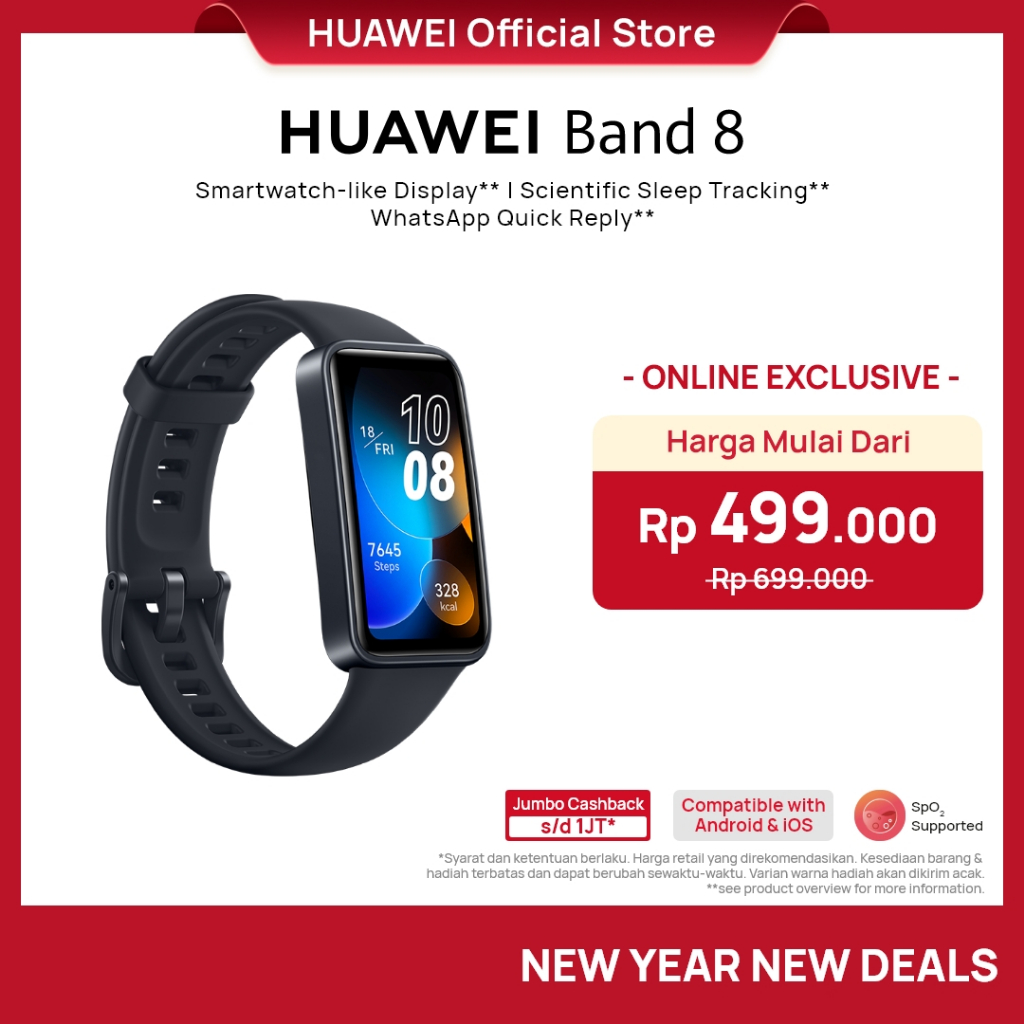 HUAWEI Official Store
HUAWEI Band 8
Smartwatch-like Display** | Scientific Sleep Tracking**
WhatsApp Quick Reply**
10
18/ FRI
08
7645
Steps
328
kcal
- ONLINE EXCLUSIVE -
Harga Mulai Dari
Rp 499.000
Rp 699.000
Jumbo Cashback
s/d 1JT*
Compatible with
Android & iOS
SpO₂
Supported
*Syarat dan ketentuan berlaku. Harga retail yang direkomendasikan. Kesediaan barang &
hadiah terbatas dan dapat berubah sewaktu-waktu. Varian warna hadiah akan dikirim acak.
**see product overview for more information.
NEW YEAR NEW DEALS